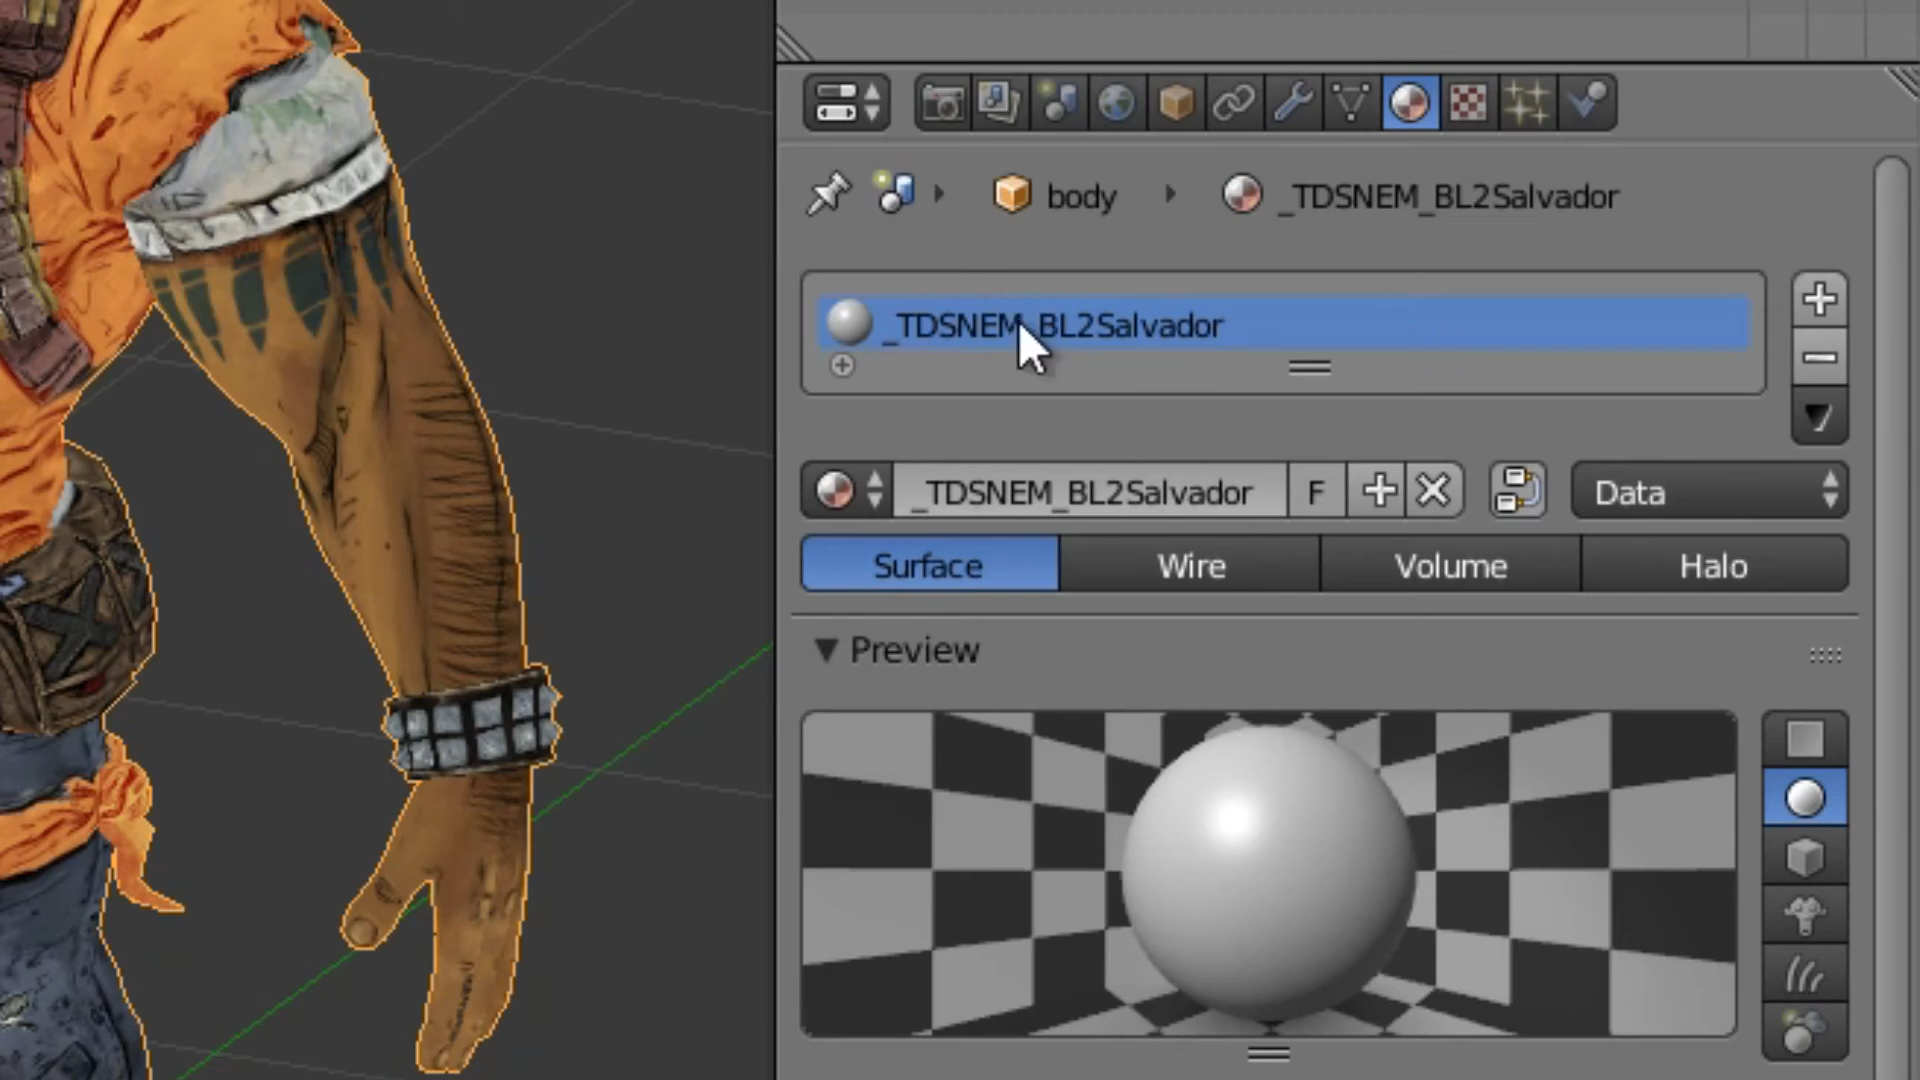 body _TDSNEM_BL2Salvador
_TDSNEM_BL2Salvador
_TDSNEM_BL2Salvador F Data
Surface Wire Volume Halo
Preview